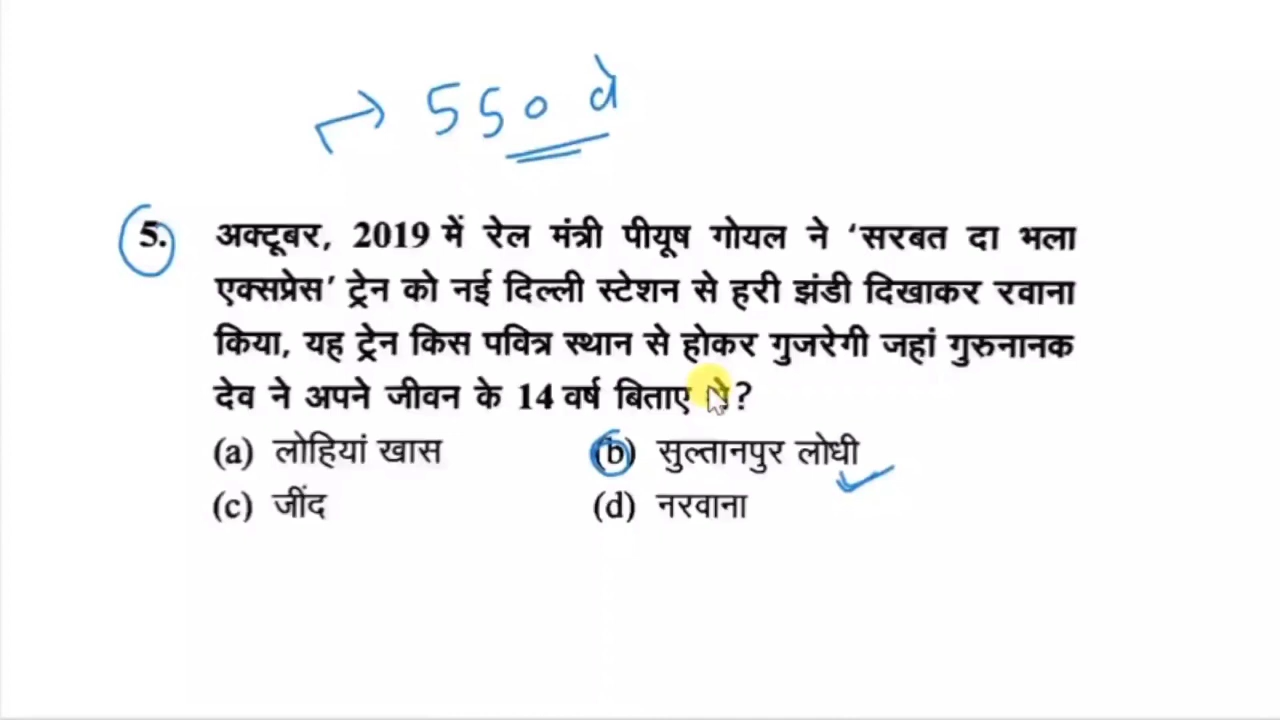 → 550 वे
5. अक्टूबर, 2019 में रेल मंत्री पीयूष गोयल ने ‘सरबत दा भला
एक्सप्रेस’ ट्रेन को नई दिल्ली स्टेशन से हरी झंडी दिखाकर रवाना
किया, यह ट्रेन किस पवित्र स्थान से होकर गुजरेगी जहां गुरुनानक
देव ने अपने जीवन के 14 वर्ष बिताए थे?
(a) लोहियां खास (b) सुल्तानपुर लोधी
(c) जींद (d) नरवाना